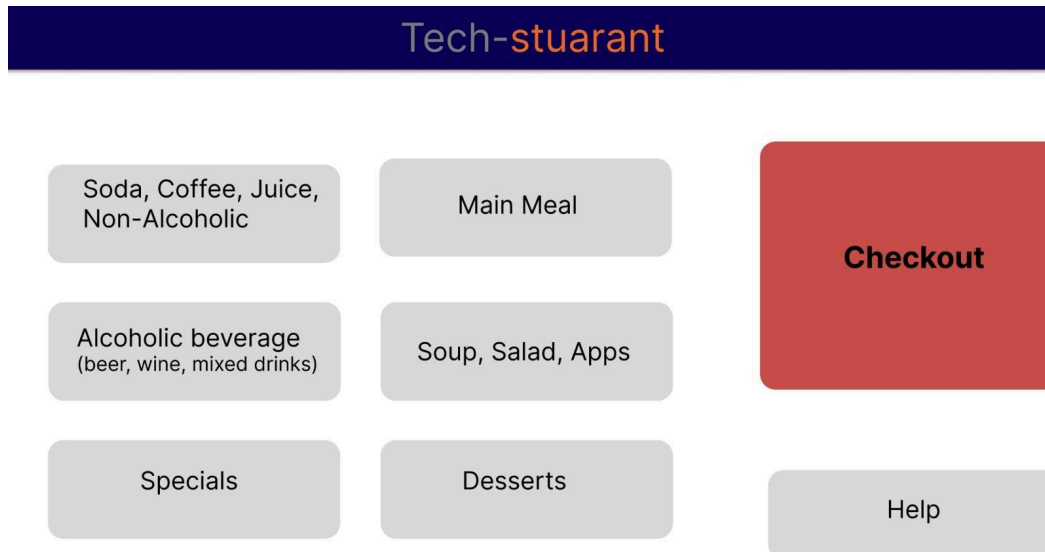 Tech-stuarant
Soda, Coffee, Juice,
Non-Alcoholic
Main Meal
Checkout
Alcoholic beverage
(beer, wine, mixed drinks)
Soup, Salad, Apps
Specials
Desserts
Help